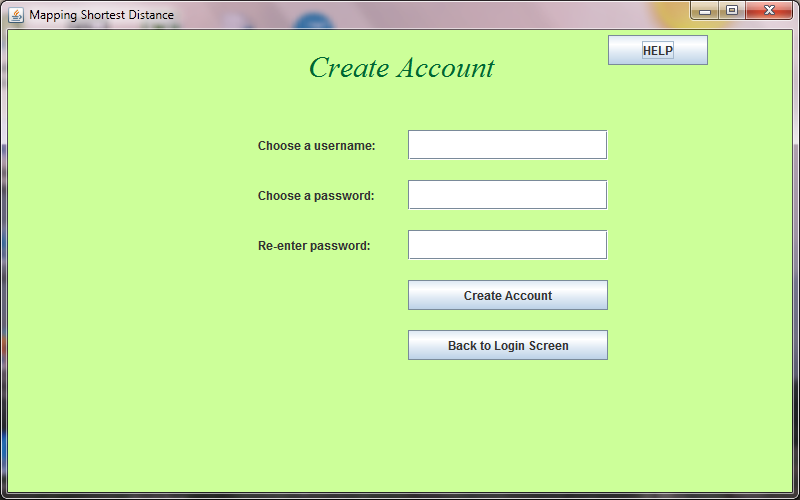 Mapping Shortest Distance
HELP
Create Account
Choose a username:
Choose a password:
Re-enter password:
Create Account
Back to Login Screen